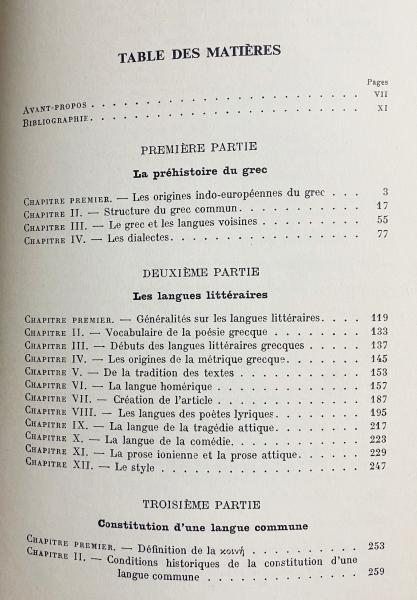 TABLE DES MATIÈRES
Pages
AVANT-PROPOS . . . . . . . . . . . . . . . . . . . . VII
BIBLIOGRAPHIE. . . . . . . . . . . . . . . . . . . . XI
PREMIÈRE PARTIE
La préhistoire du grec
CHAPITRE PREMIER. — Les origines indo-européennes du grec . . . 3
CHAPITRE II. — Structure du grec commun. . . . . . . . . . 17
CHAPITRE III. — Le grec et les langues voisines . . . . . . . 55
CHAPITRE IV. — Les dialectes. . . . . . . . . . . . . . 77
DEUXIÈME PARTIE
Les langues littéraires
CHAPITRE PREMIER. — Généralités sur les langues littéraires. . . . 119
CHAPITRE II. — Vocabulaire de la poésie grecque . . . . . . . 133
CHAPITRE III. — Débuts des langues littéraires grecques . . . . 137
CHAPITRE IV. — Les origines de la métrique grecque. . . . . . 145
CHAPITRE V. — De la tradition des textes . . . . . . . . . 153
CHAPITRE VI. — La langue homérique . . . . . . . . . . . 157
CHAPITRE VII. — Création de l'article . . . . . . . . . . 187
CHAPITRE VIII. — Les langues des poètes lyriques . . . . . . 195
CHAPITRE IX. — La langue de la tragédie attique. . . . . . . 217
CHAPITRE X. — La langue de la comédie. . . . . . . . . . 223
CHAPITRE XI. — La prose ionienne et la prose attique. . . . . 229
CHAPITRE XII. — Le style . . . . . . . . . . . . . . . 247
TROISIÈME PARTIE
Constitution d'une langue commune
CHAPITRE PREMIER. — Définition de la κοινή . . . . . . . . . 253
CHAPITRE II. — Conditions historiques de la constitution d'une
langue commune . . . . . . . . . . . . 259